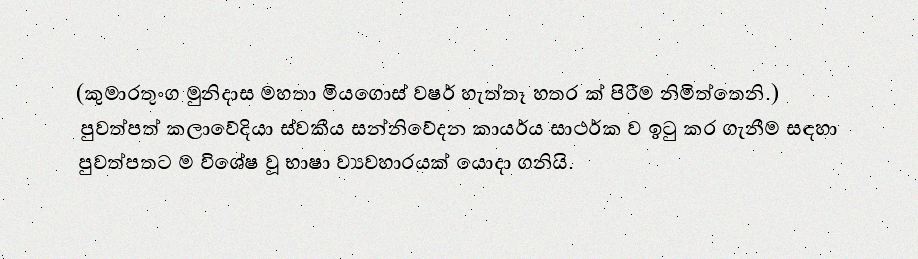 (කුමාරතුංග මුනිදාස මහතා මියගොස් වෂර් හැත්තෑ හතර ක් පිරීම නිමිත්තෙනි.)
පුවත්පත් කලාවේදියා ස්වකීය සන්නිවේදන කායර්ය සාථර්ක ව ඉටු කර ගැනීම සඳහා
පුවත්පතට ම විශේෂ වූ භාෂා ව්‍යවහාරයක් යොදා ගනියි.